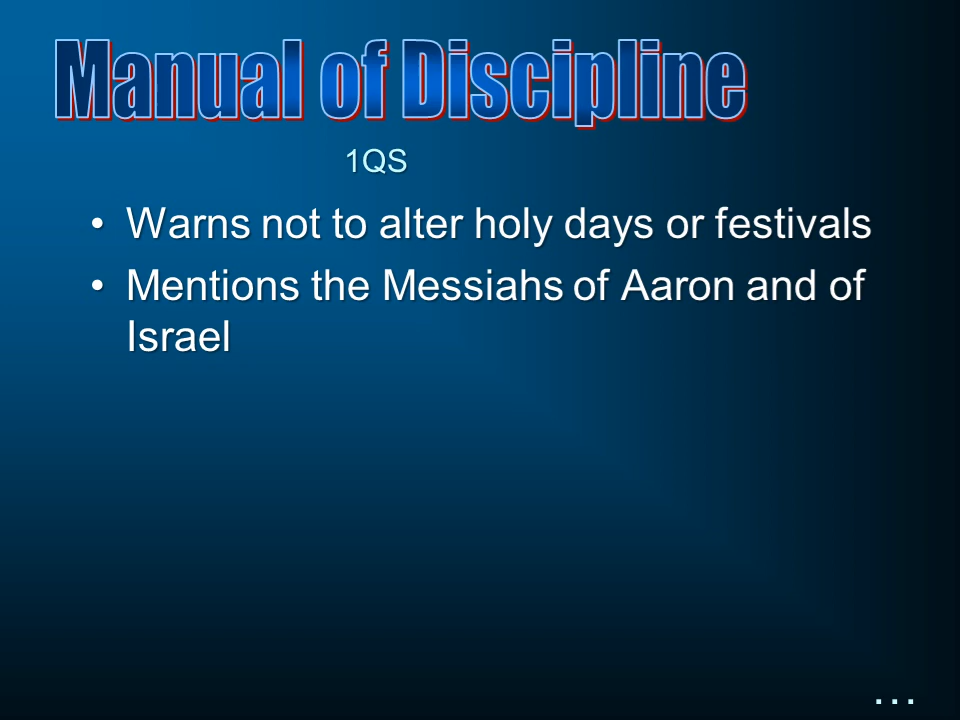 Manual of Discipline
1QS
• Warns not to alter holy days or festivals
• Mentions the Messiahs of Aaron and of
Israel
...